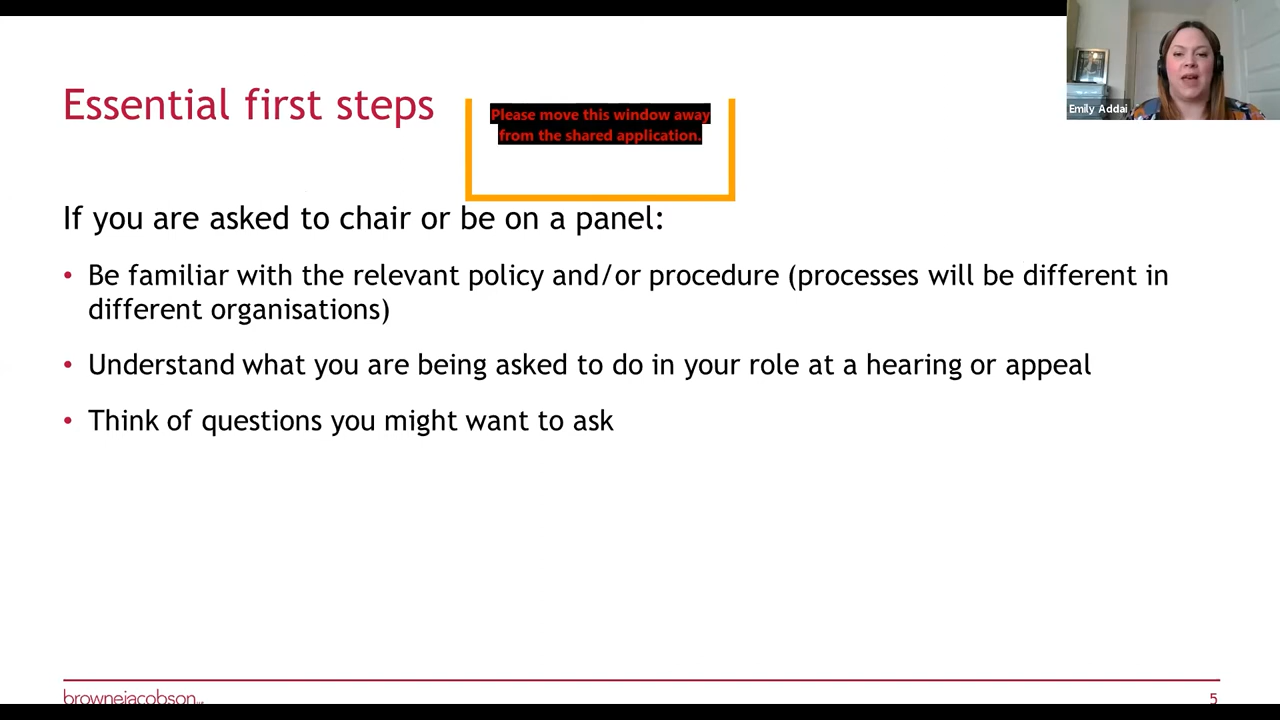 Essential first steps
Please move this window away
from the shared application.
Emily Addai
If you are asked to chair or be on a panel:
• Be familiar with the relevant policy and/or procedure (processes will be different in
different organisations)
• Understand what you are being asked to do in your role at a hearing or appeal
• Think of questions you might want to ask
brownejacobson
5